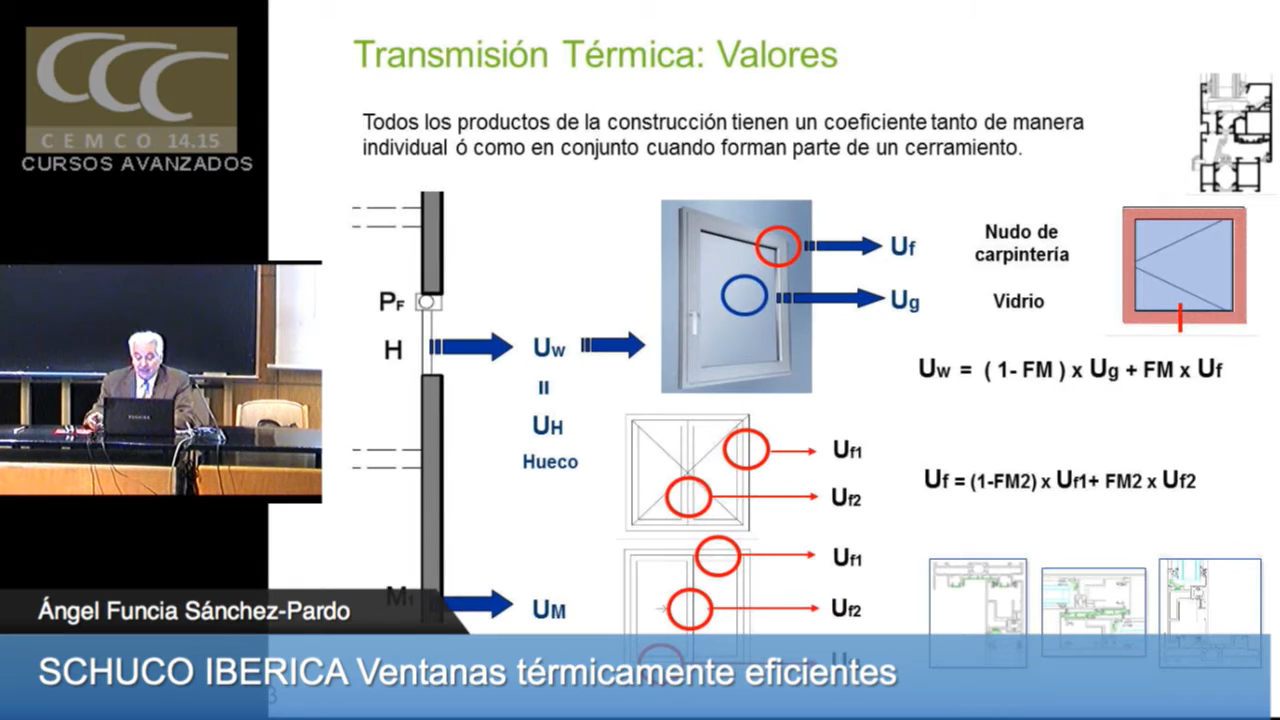 CCC
CEMCO 14.15
CURSOS AVANZADOS
Transmisión Térmica: Valores
Todos los productos de la construcción tienen un coeficiente tanto de manera
individual ó como en conjunto cuando forman parte de un cerramiento.
PF
H
UW
=
UH
Hueco
UM
Uf
Nudo de
carpintería
Ug
Vidrio
Uw = ( 1- FM ) x Ug + FM x Uf
Uf1
Uf2
Uf = (1-FM2) x Uf1+ FM2 x Uf2
Uf1
Uf2
Ángel Funcia Sánchez-Pardo
SCHUCO IBERICA Ventanas térmicamente eficientes